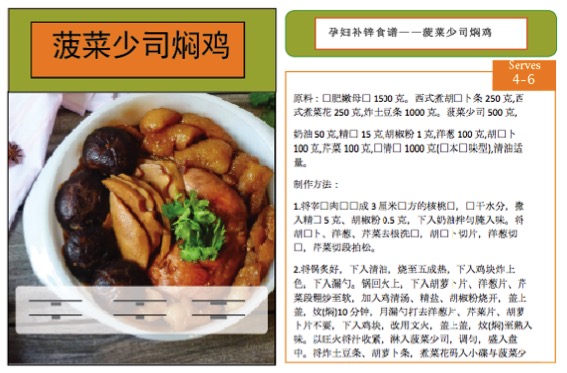 菠菜少司焖鸡
孕妇补锌食谱——菠菜少司焖鸡
Serves
4-6
原料：□肥嫩母□ 1500 克。西式煮胡□卜条 250 克,西
式煮菜花 250 克,炸土豆条 1000 克。菠菜少司 500 克,
奶油 50 克,精□ 15 克,胡椒粉 1 克,洋葱 100 克,胡□卜
100 克,芹菜 100 克,□清□ 1000 克(□本□味型),清油适
量。
制作方法：
1.将宰□肉□□成 3 厘米□方的核桃□，□干水分，撒
入精□ 5 克、胡椒粉 0.5 克，下入奶油拌匀腌入味。将
胡□卜、洋葱、芹菜去根洗□，胡□卜切片，洋葱切
□，芹菜切段拍松。
2.将锅炙好，下入清油，烧至五成热，下入鸡块炸上
色，下入漏勺。锅回火上，下入胡萝卜片、洋葱片、芹
菜段翻炒至软，加入鸡清汤、精盐、胡椒粉烧开，盖上
盖，炆(焖)10 分钟，用漏勺打去洋葱片、芹菜片、胡萝
卜片不要，下入鸡块，改用文火，盖上盖，炆(焖)至熟入
味。以旺火将汁收紧，淋入菠菜少司，调匀，盛入盘
中。将炸土豆条、胡萝卜条，煮菜花码入小碟与菠菜少